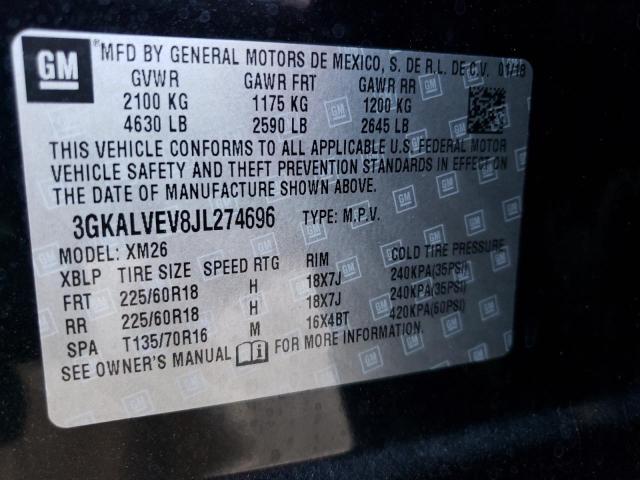 GM
® MFD BY GENERAL MOTORS DE MEXICO, S. DE R.L. DE C.V. 01/18
GVWR GAWR FRT GAWR RR
2100 KG 1175 KG 1200 KG
4630 LB 2590 LB 2645 LB
THIS VEHICLE CONFORMS TO ALL APPLICABLE FEDERAL MOTOR
VEHICLE SAFETY AND THEFT PREVENTION STANDARDS IN EFFECT ON
THE DATE OF MANUFACTURE SHOWN ABOVE.
3GKALVEV8JL274696 TYPE: M.P.V.
MODEL: XM26
XBLP TIRE SIZE SPEED RTG RIM COLD TIRE PRESSURE
FRT 225/60R18 H 18X7J 240KPA(35PSI)
RR 225/60R18 H 18X7J 240KPA(35PSI)
SPA T135/70R16 M 16X4BT 420KPA(60PSI)
SEE OWNER'S MANUAL FOR MORE INFORMATION.